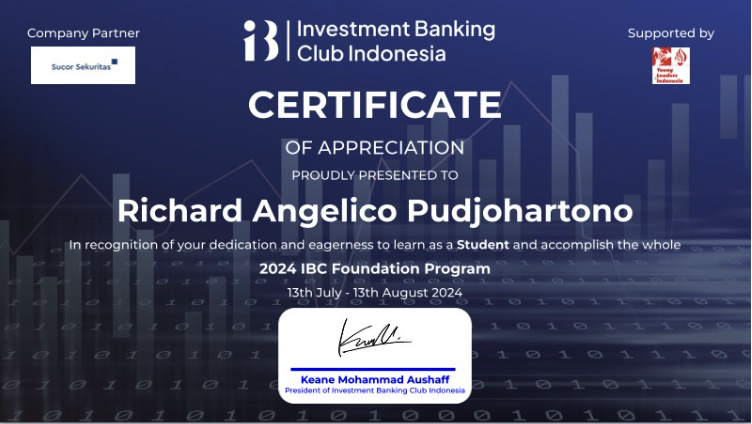 Company Partner
Sucor Sekuritas
iB
Investment Banking
Club Indonesia
Supported by
Young
Leaders
Indonesia
CERTIFICATE
OF APPRECIATION
PROUDLY PRESENTED TO
Richard Angelico Pudjohartono
In recognition of your dedication and eagerness to learn as a Student and accomplish the whole
2024 IBC Foundation Program
13th July - 13th August 2024
Keane Mohammad Aushaff
President of Investment Banking Club Indonesia